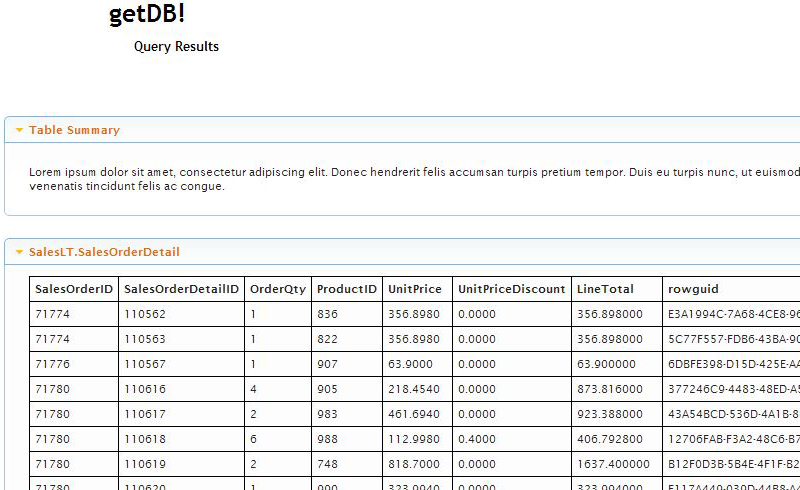 getDB!
Query Results
Table Summary
Lorem ipsum dolor sit amet, consectetur adipiscing elit. Donec hendrerit felis accumsan turpis pretium tempor. Duis eu turpis nunc, ut euismod
venenatis tincidunt felis ac congue.
SalesLT.SalesOrderDetail
SalesOrderID SalesOrderDetailID OrderQty ProductID UnitPrice UnitPriceDiscount LineTotal rowguid
71774 110562 1 836 356.8980 0.0000 356.898000 E3A1994C-7A68-4CE8-96
71774 110563 1 822 356.8980 0.0000 356.898000 5C77F557-FDB6-43BA-90
71776 110567 1 907 63.9000 0.0000 63.900000 6DBFE398-D15D-425E-AA
71780 110616 4 905 218.4540 0.0000 873.816000 377246C9-4483-48ED-A5
71780 110617 2 983 461.6940 0.0000 923.388000 43A54BCD-536D-4A1B-8
71780 110618 6 988 112.9980 0.4000 406.792800 12706FAB-F3A2-48C6-B7
71780 110619 2 748 818.7000 0.0000 1637.400000 B12F0D3B-5B4E-4F1F-B2
71780 110620 1 990 323.9940 0.0000 323.994000